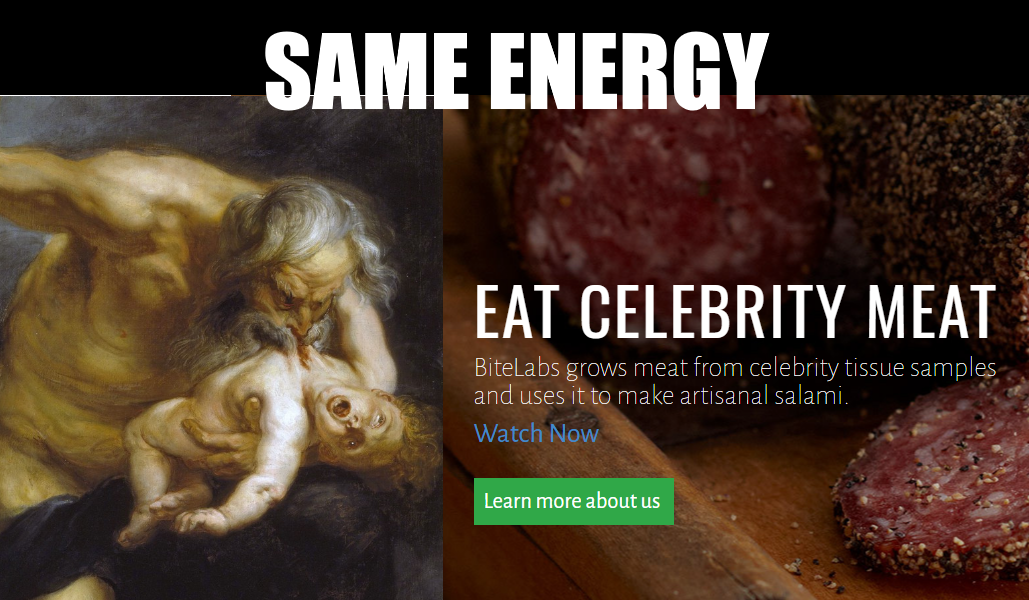 SAME ENERGY
EAT CELEBRITY MEAT
BiteLabs grows meat from celebrity tissue samples
and uses it to make artisanal salami.
Watch Now
Learn more about us